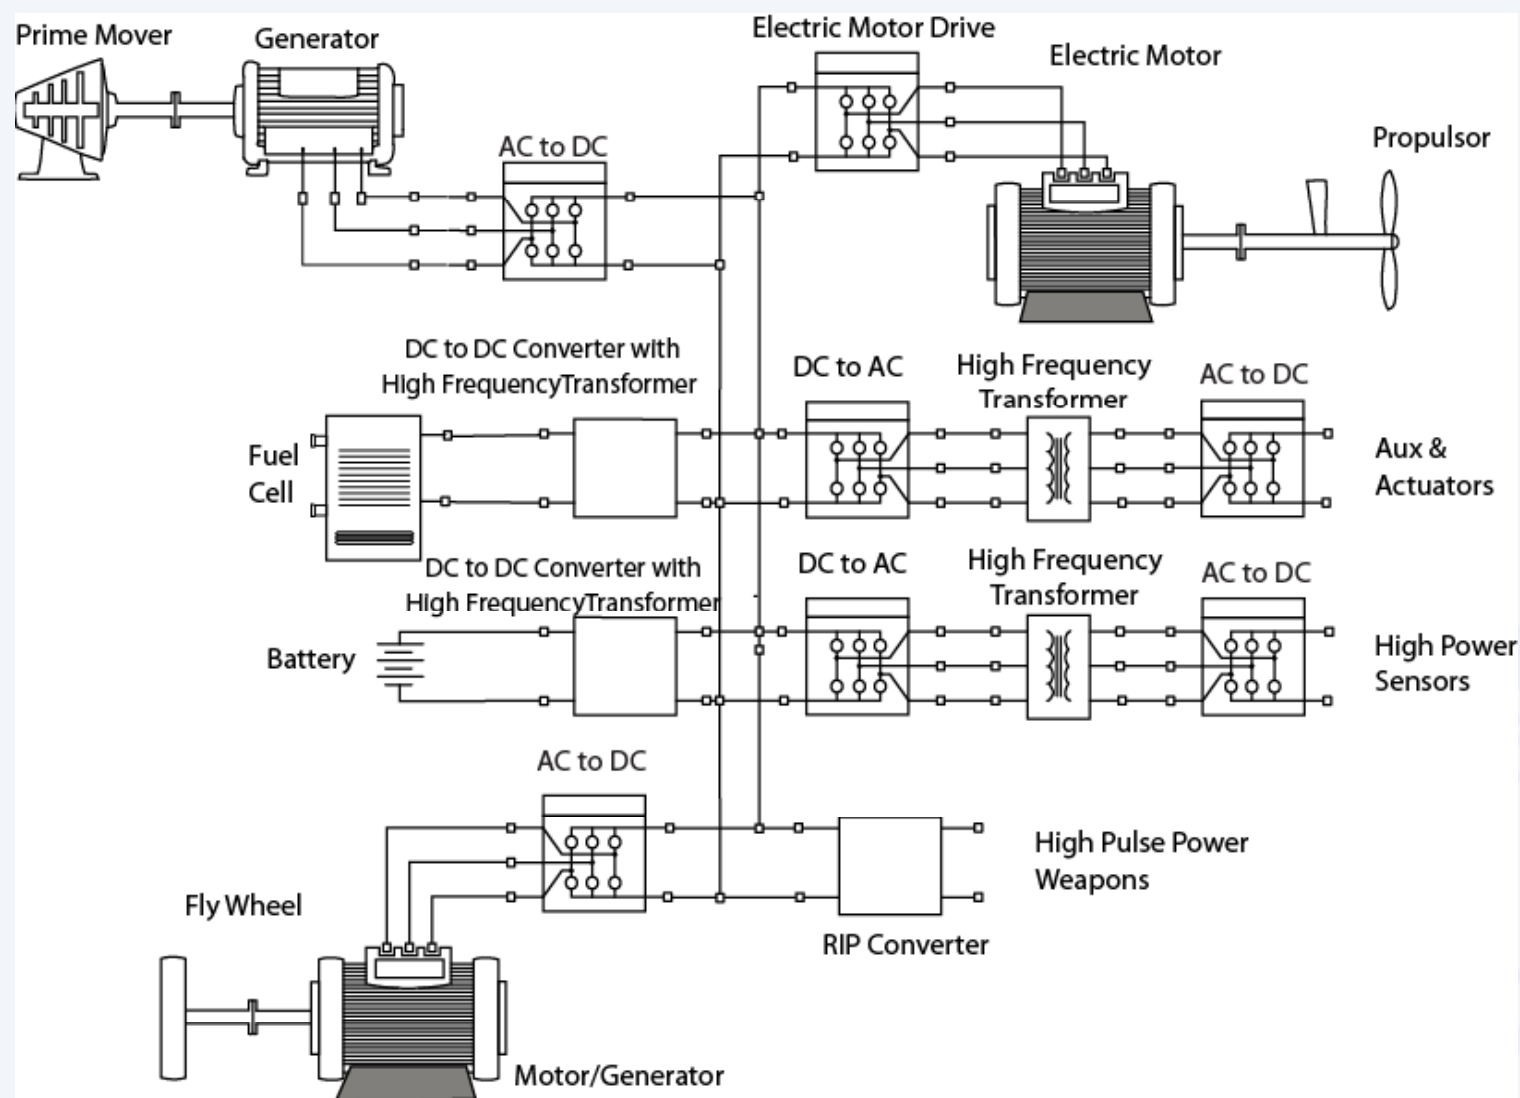 Prime Mover
Generator
Electric Motor Drive
Electric Motor
AC to DC
Propulsor
DC to DC Converter with
High FrequencyTransformer
DC to AC
High Frequency
Transformer
AC to DC
Fuel
Cell
Aux &
Actuators
DC to DC Converter with
High FrequencyTransformer
DC to AC
High Frequency
Transformer
AC to DC
Battery
High Power
Sensors
AC to DC
High Pulse Power
Weapons
Fly Wheel
RIP Converter
Motor/Generator